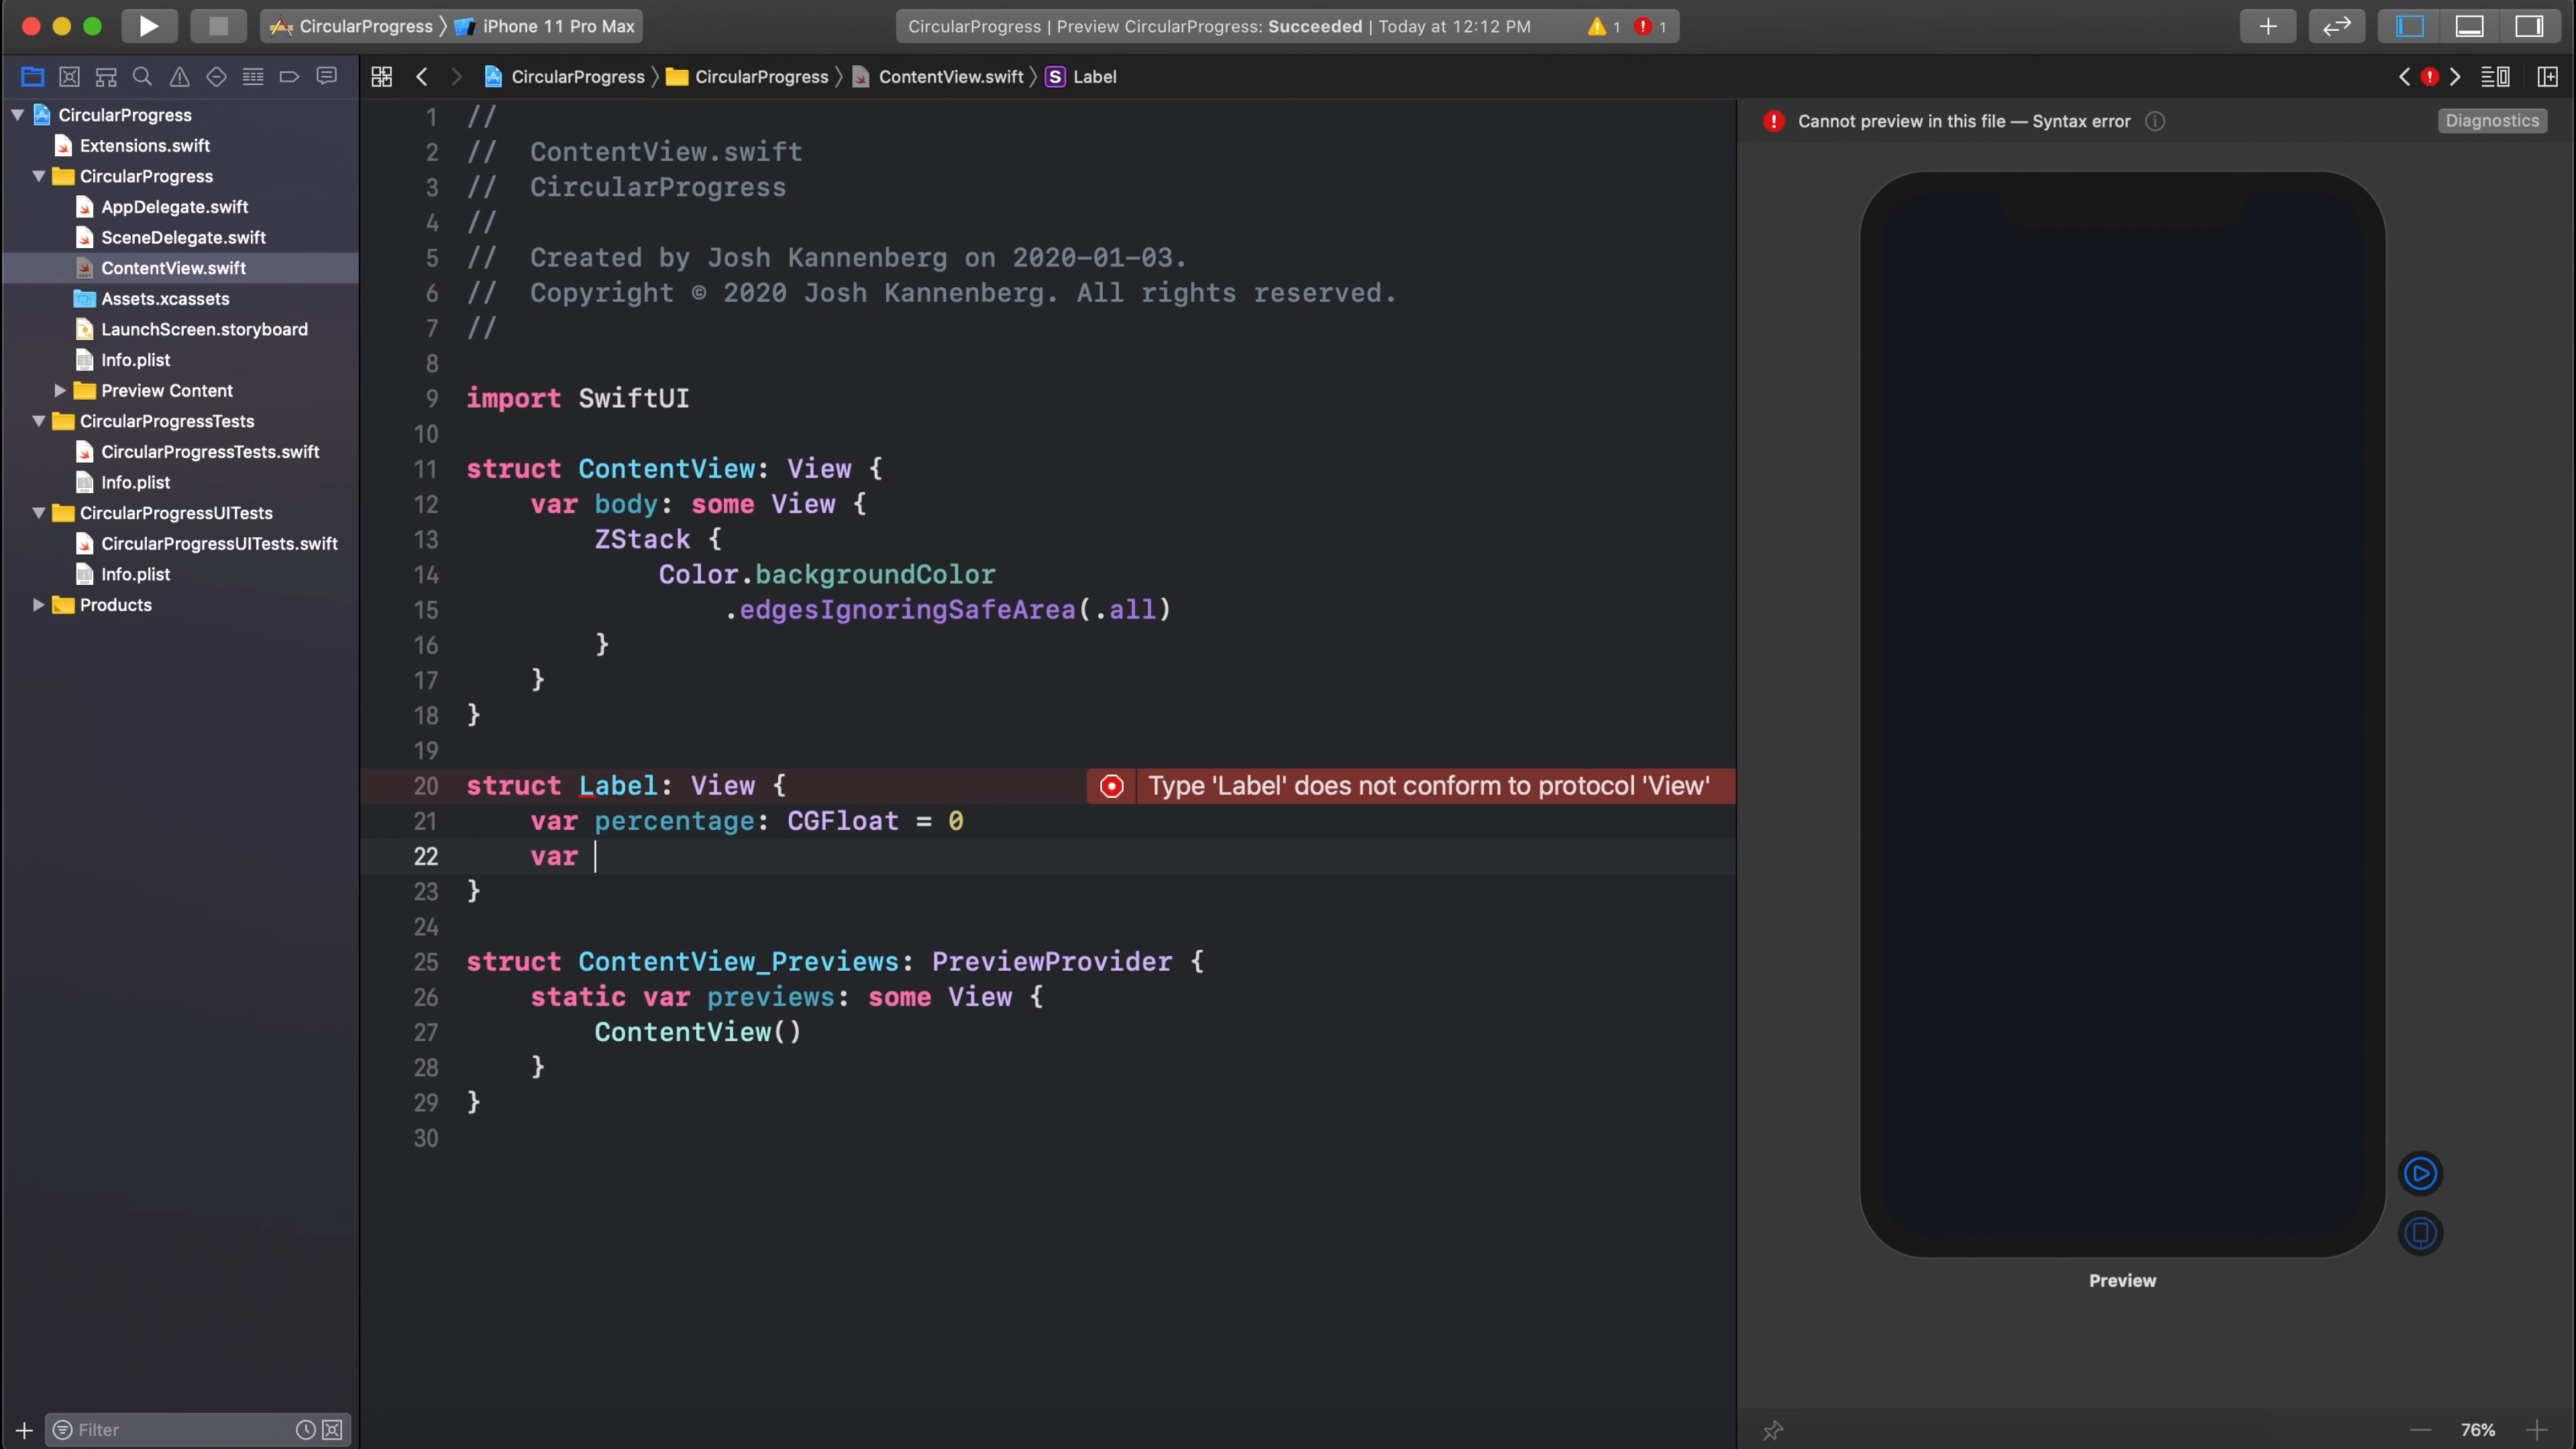 CircularProgress 〉 iPhone 11 Pro Max
CircularProgress | Preview CircularProgress: Succeeded | Today at 12:12 PM 1 1
CircularProgress 〉 CircularProgress 〉 ContentView.swift 〉 S Label
CircularProgress
Extensions.swift
CircularProgress
AppDelegate.swift
SceneDelegate.swift
ContentView.swift
Assets.xcassets
LaunchScreen.storyboard
Info.plist
Preview Content
CircularProgressTests
CircularProgressTests.swift
Info.plist
CircularProgressUITests
CircularProgressUITests.swift
Info.plist
Products
Filter
1 //
2 //  ContentView.swift
3 //  CircularProgress
4 //
5 //  Created by Josh Kannenberg on 2020-01-03.
6 //  Copyright © 2020 Josh Kannenberg. All rights reserved.
7 //
8
9 import SwiftUI
10
11 struct ContentView: View {
12     var body: some View {
13         ZStack {
14             Color.backgroundColor
15                 .edgesIgnoringSafeArea(.all)
16         }
17     }
18 }
19
20 struct Label: View { Type 'Label' does not conform to protocol 'View'
21     var percentage: CGFloat = 0
22     var
23 }
24
25 struct ContentView_Previews: PreviewProvider {
26     static var previews: some View {
27         ContentView()
28     }
29 }
30
Cannot preview in this file — Syntax error
Diagnostics
Preview
76%